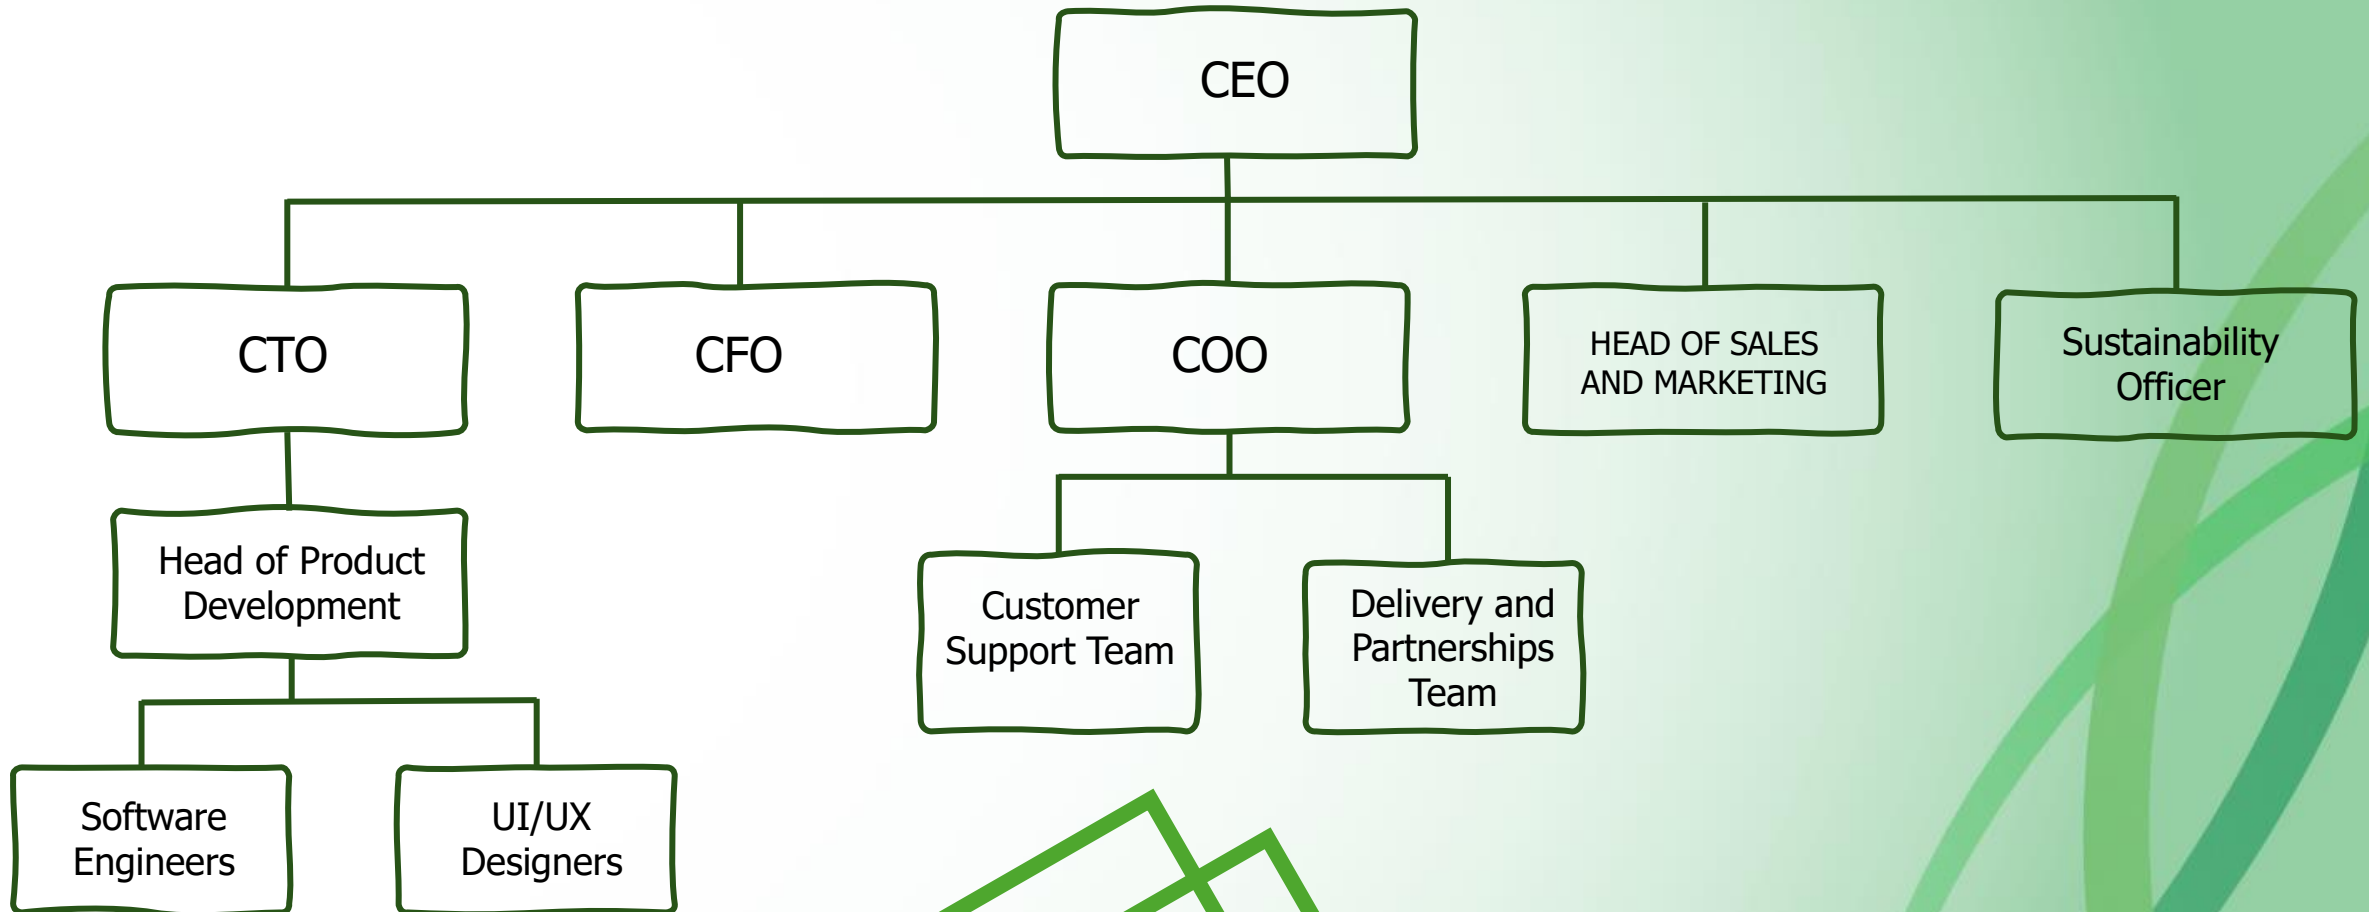 CEO
CTO
CFO
COO
HEAD OF SALES
AND MARKETING
Sustainability
Officer
Head of Product
Development
Customer
Support Team
Delivery and
Partnerships
Team
Software
Engineers
UI/UX
Designers